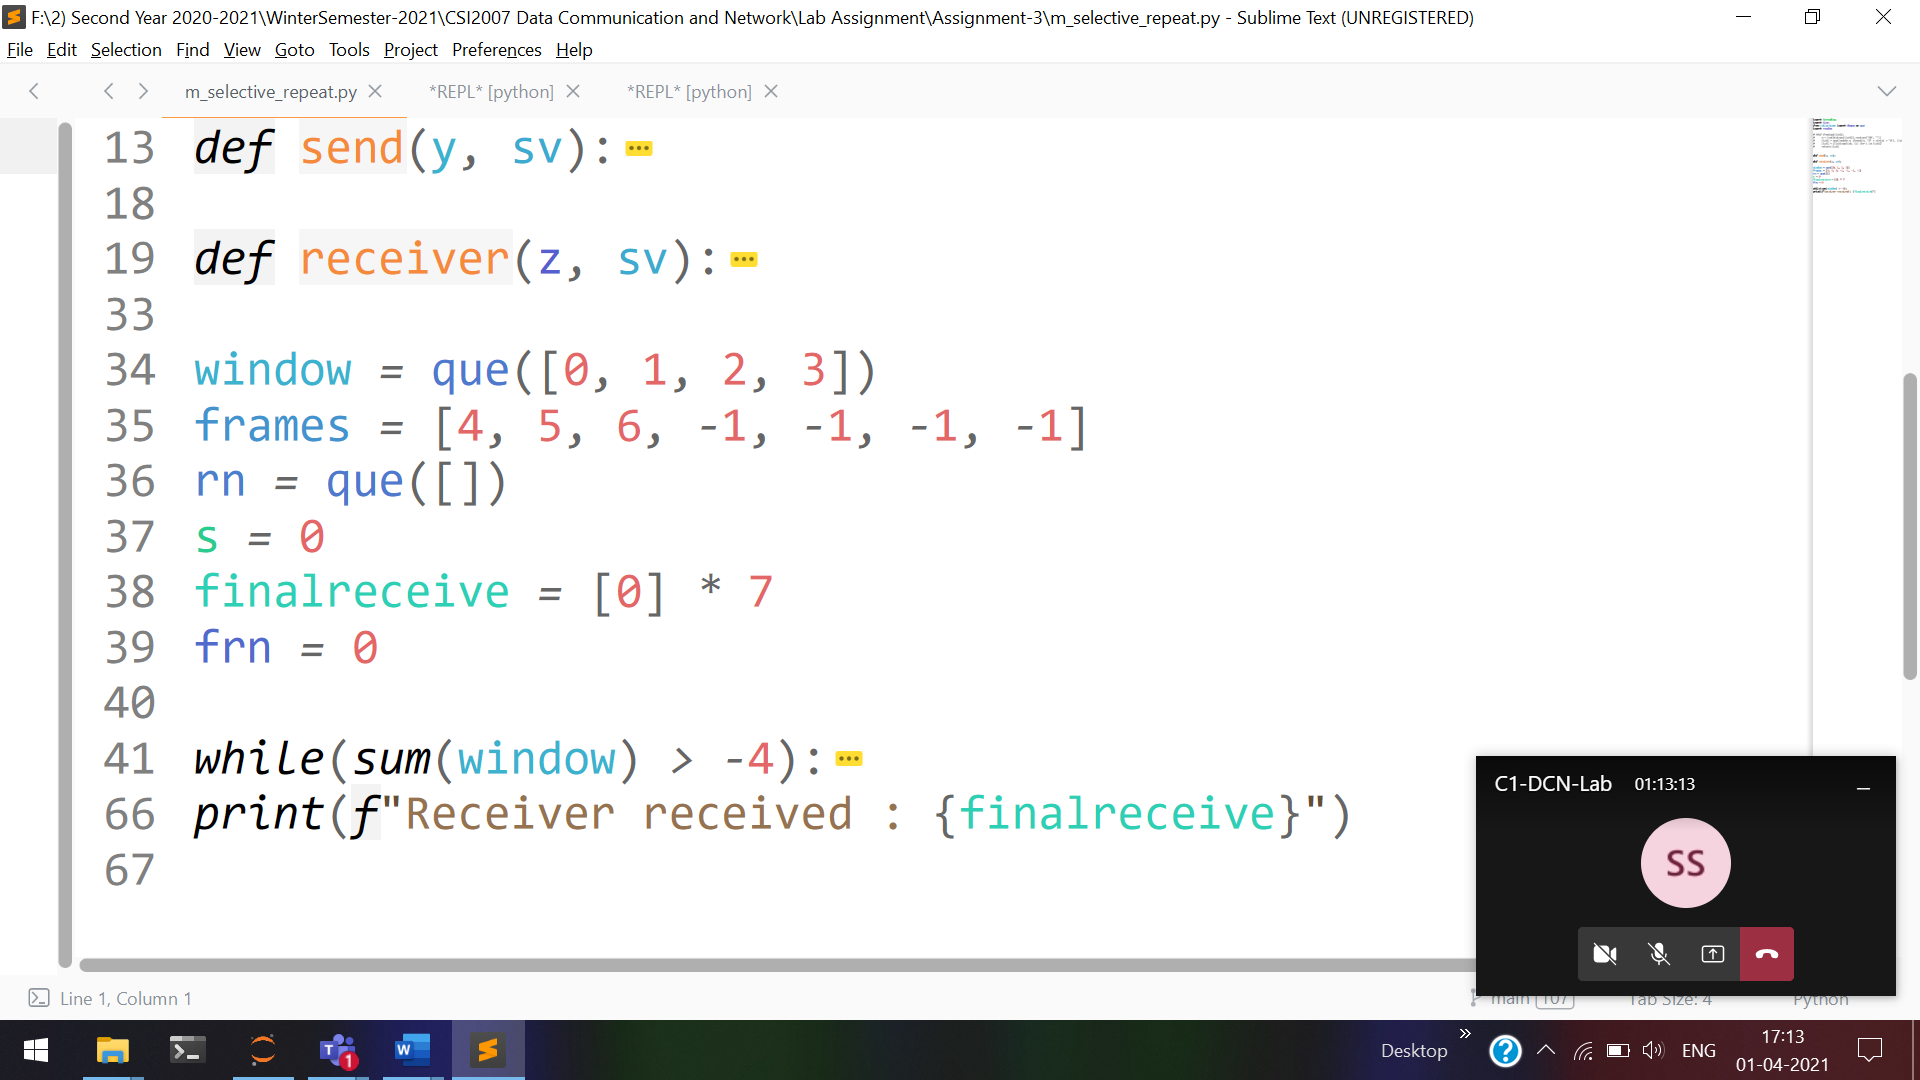 F:\2) Second Year 2020-2021\WinterSemester-2021\CSI2007 Data Communication and Network\Lab Assignment\Assignment-3\m_selective_repeat.py - Sublime Text (UNREGISTERED)
File Edit Selection Find View Goto Tools Project Preferences Help
m_selective_repeat.py *REPL* [python] *REPL* [python]
13 def send(y, sv):
18
19 def receiver(z, sv):
33
34 window = que([0, 1, 2, 3])
35 frames = [4, 5, 6, -1, -1, -1, -1]
36 rn = que([])
37 s = 0
38 finalreceive = [0] * 7
39 frn = 0
40
41 while(sum(window) > -4):
66 print(f"Receiver received : {finalreceive}")
67
C1-DCN-Lab 01:13:13
SS
Line 1, Column 1
main 107 Tab Size: 4 Python
Desktop ENG 17:13
01-04-2021
1